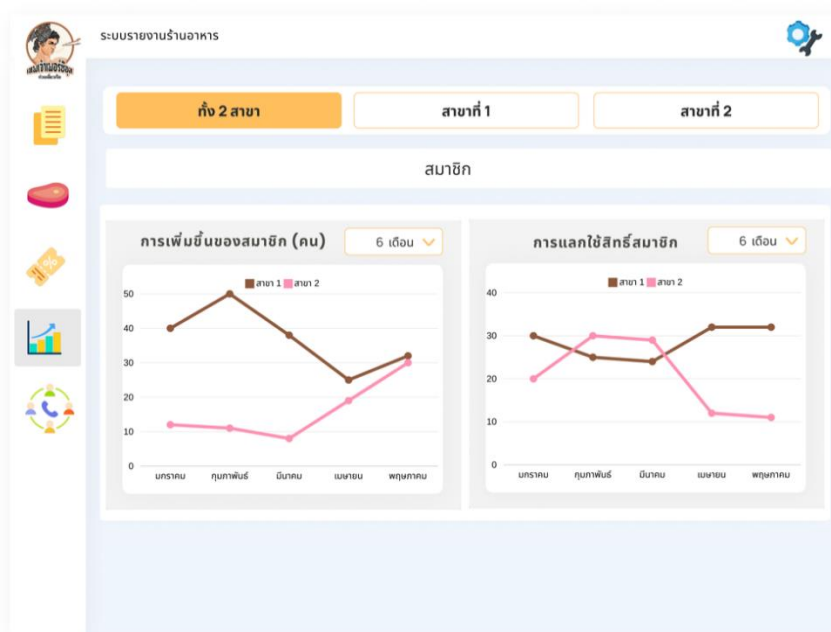 ระบบรายงานร้านอาหาร
ทั้ง 2 สาขา
สาขาที่ 1
สาขาที่ 2
สมาชิก
การเพิ่มขึ้นของสมาชิก (คน)
6 เดือน
สาขา 1 สาขา 2
50
40
30
20
10
0
มกราคม กุมภาพันธ์ มีนาคม เมษายน พฤษภาคม
การแลกใช้สิทธิ์สมาชิก
6 เดือน
สาขา 1 สาขา 2
40
30
20
10
0
มกราคม กุมภาพันธ์ มีนาคม เมษายน พฤษภาคม